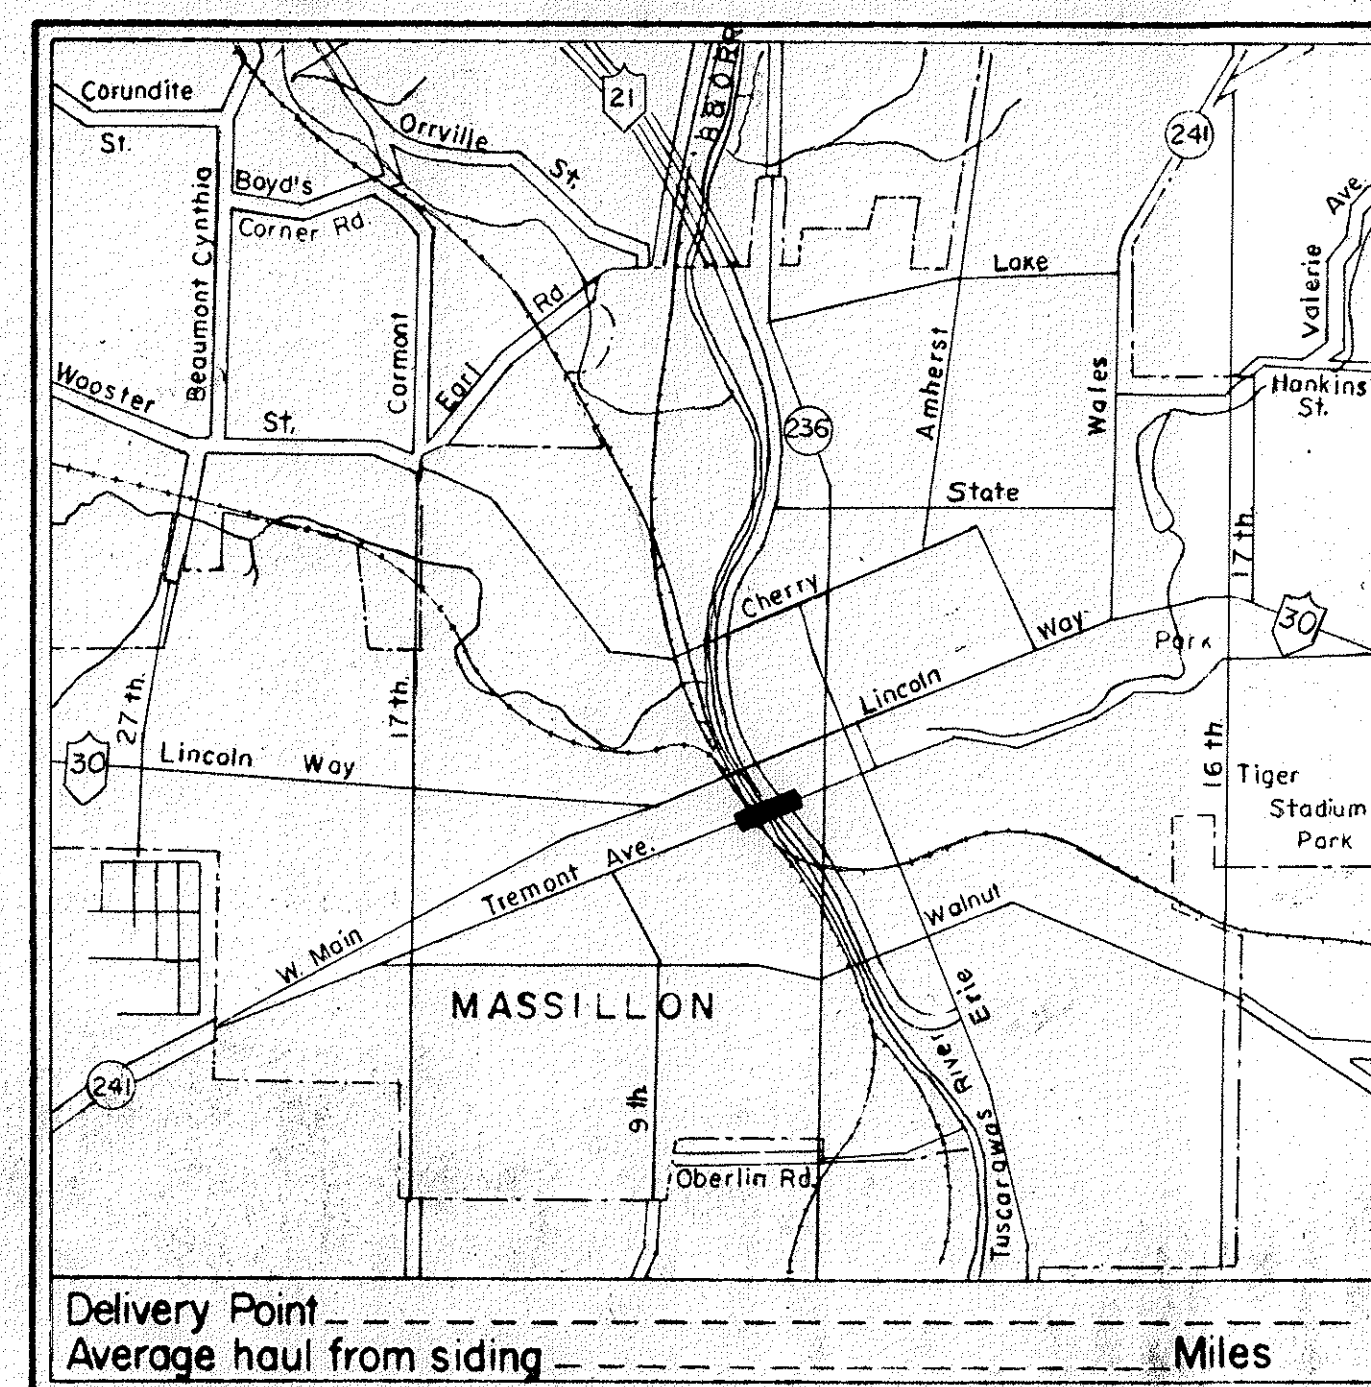 B&O RR
Corundite
St.
21
Orrville
St.
241
Boyd's
Corner Rd.
Beaumont Cynthia
Ave.
Valerie
Lake
Rd
Earl
Carmont
Amherst
Wales
Wooster
St.
Hankins
St.
236
State
17 th.
Cherry
Way
Lincoln
Park
30
27 th.
17 th.
30
Lincoln Way
16 th.
Tiger
Stadium
Park
Tremont Ave.
Walnut
W. Main
MASSILLON
Erie
Tuscarawas River
241
9 th.
Oberlin Rd.
Delivery Point
Average haul from siding Miles